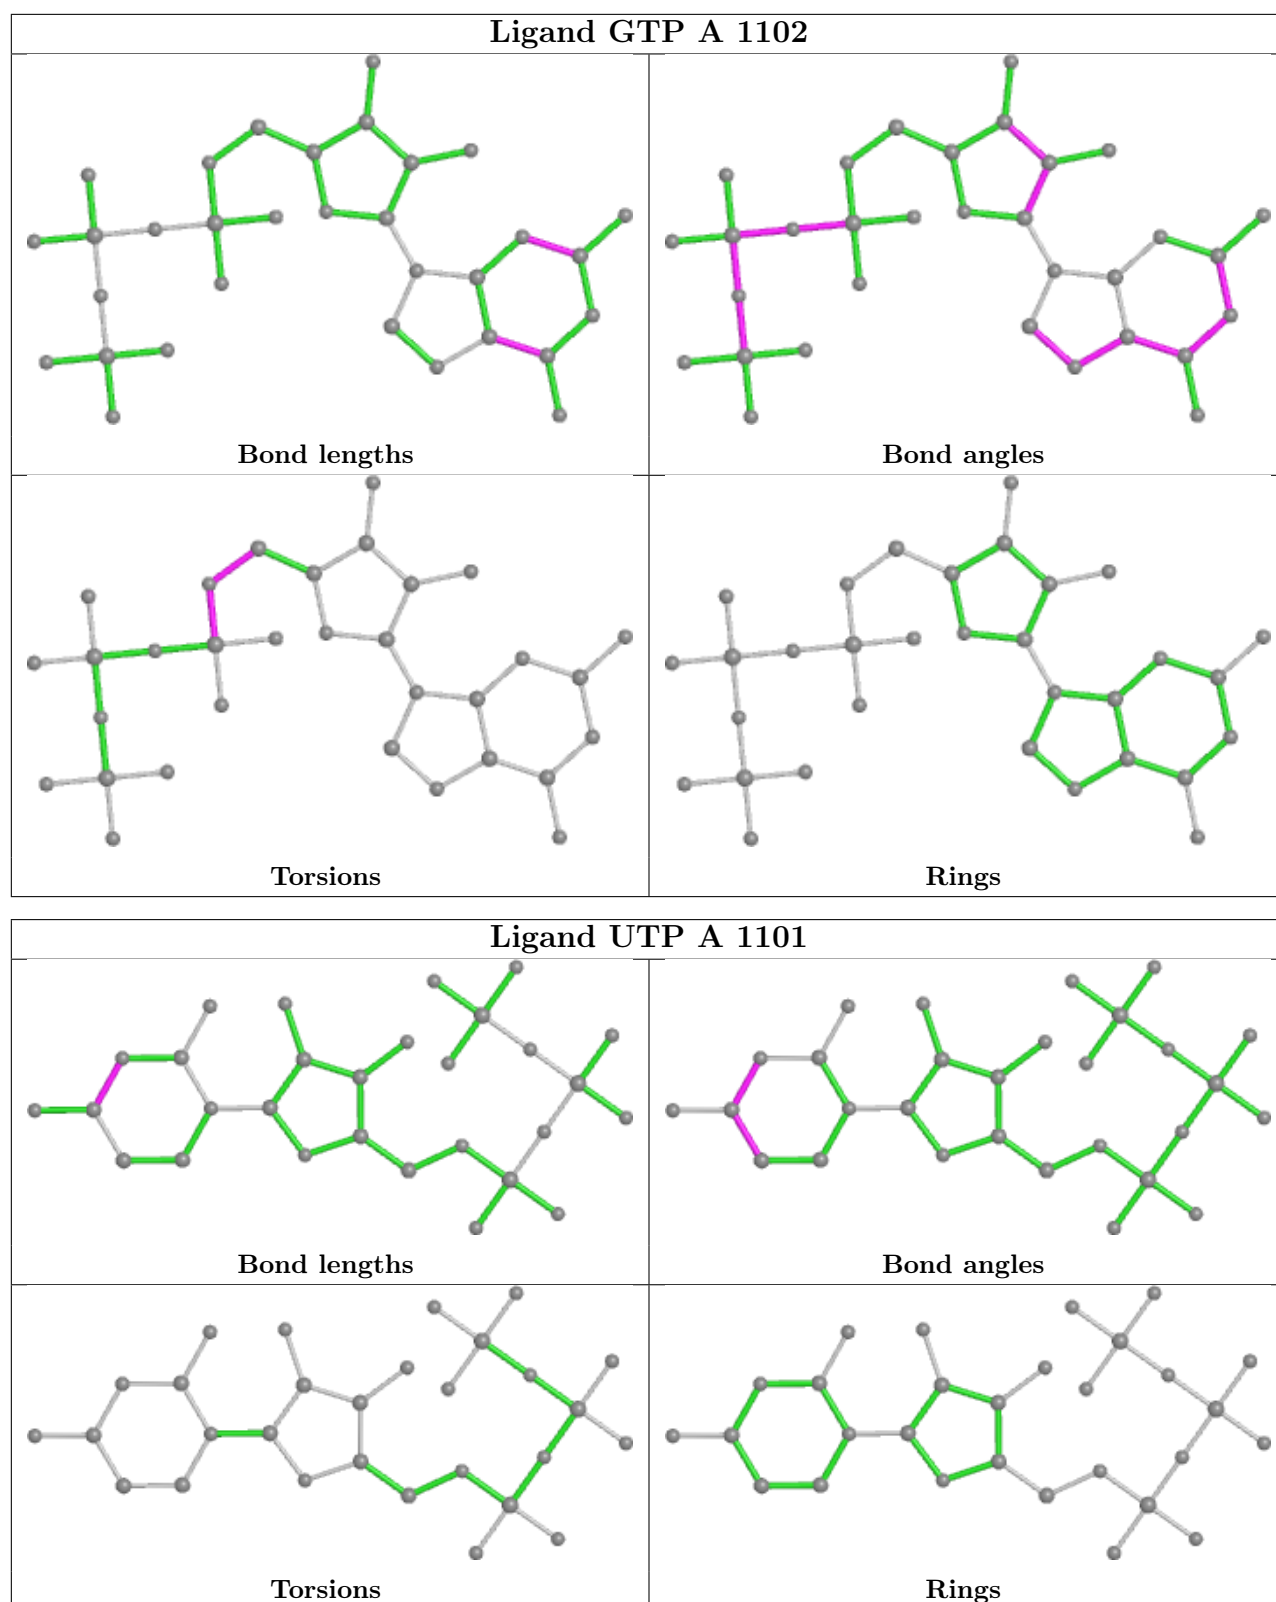 Ligand GTP A 1102
Bond lengths
Bond angles
Torsions
Rings
Ligand UTP A 1101
Bond lengths
Bond angles
Torsions
Rings